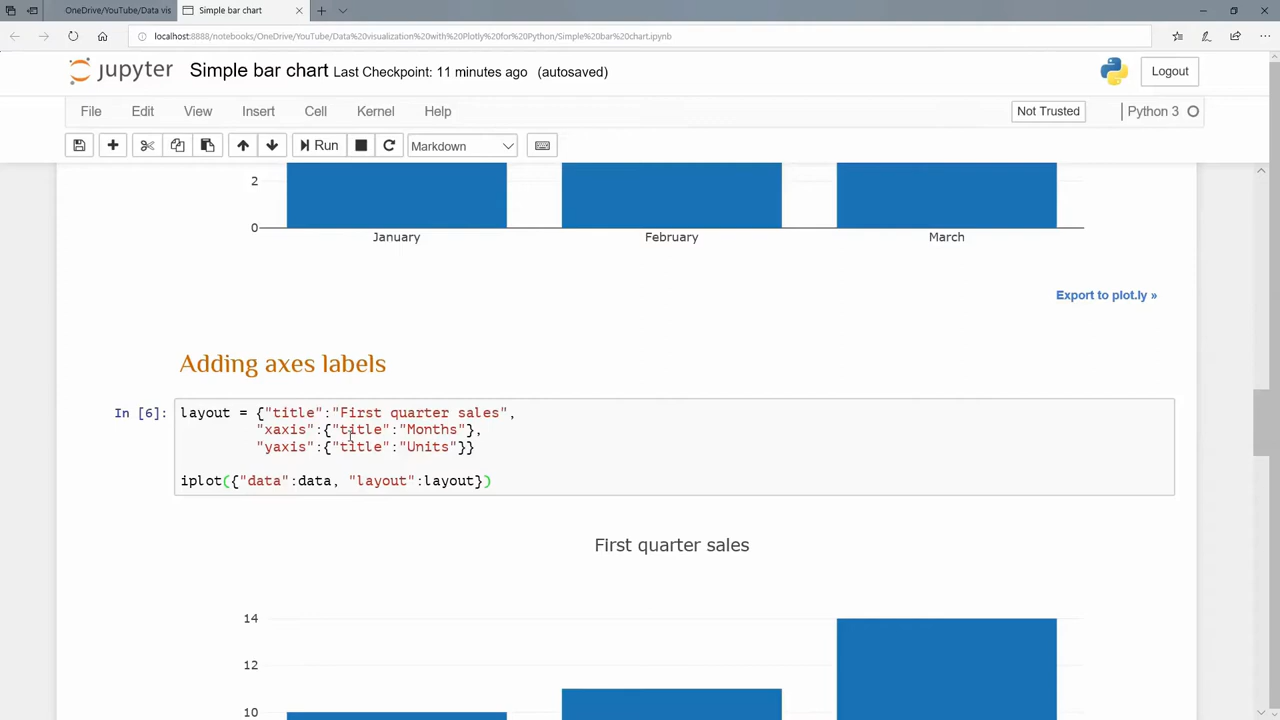 OneDrive/YouTube/Data vis
Simple bar chart
localhost:8888/notebooks/OneDrive/YouTube/Data%20visualization%20with%20Plotly%20for%20Python/Simple%20bar%20chart.ipynb
jupyter Simple bar chart Last Checkpoint: 11 minutes ago (autosaved)
Logout
File Edit View Insert Cell Kernel Help
Not Trusted
Python 3
Run
Markdown
2
0
January February March
Export to plot.ly »
Adding axes labels
In [6]: layout = {"title":"First quarter sales",
"xaxis":{"title":"Months"},
"yaxis":{"title":"Units"}}
iplot({"data":data, "layout":layout})
First quarter sales
14
12
10